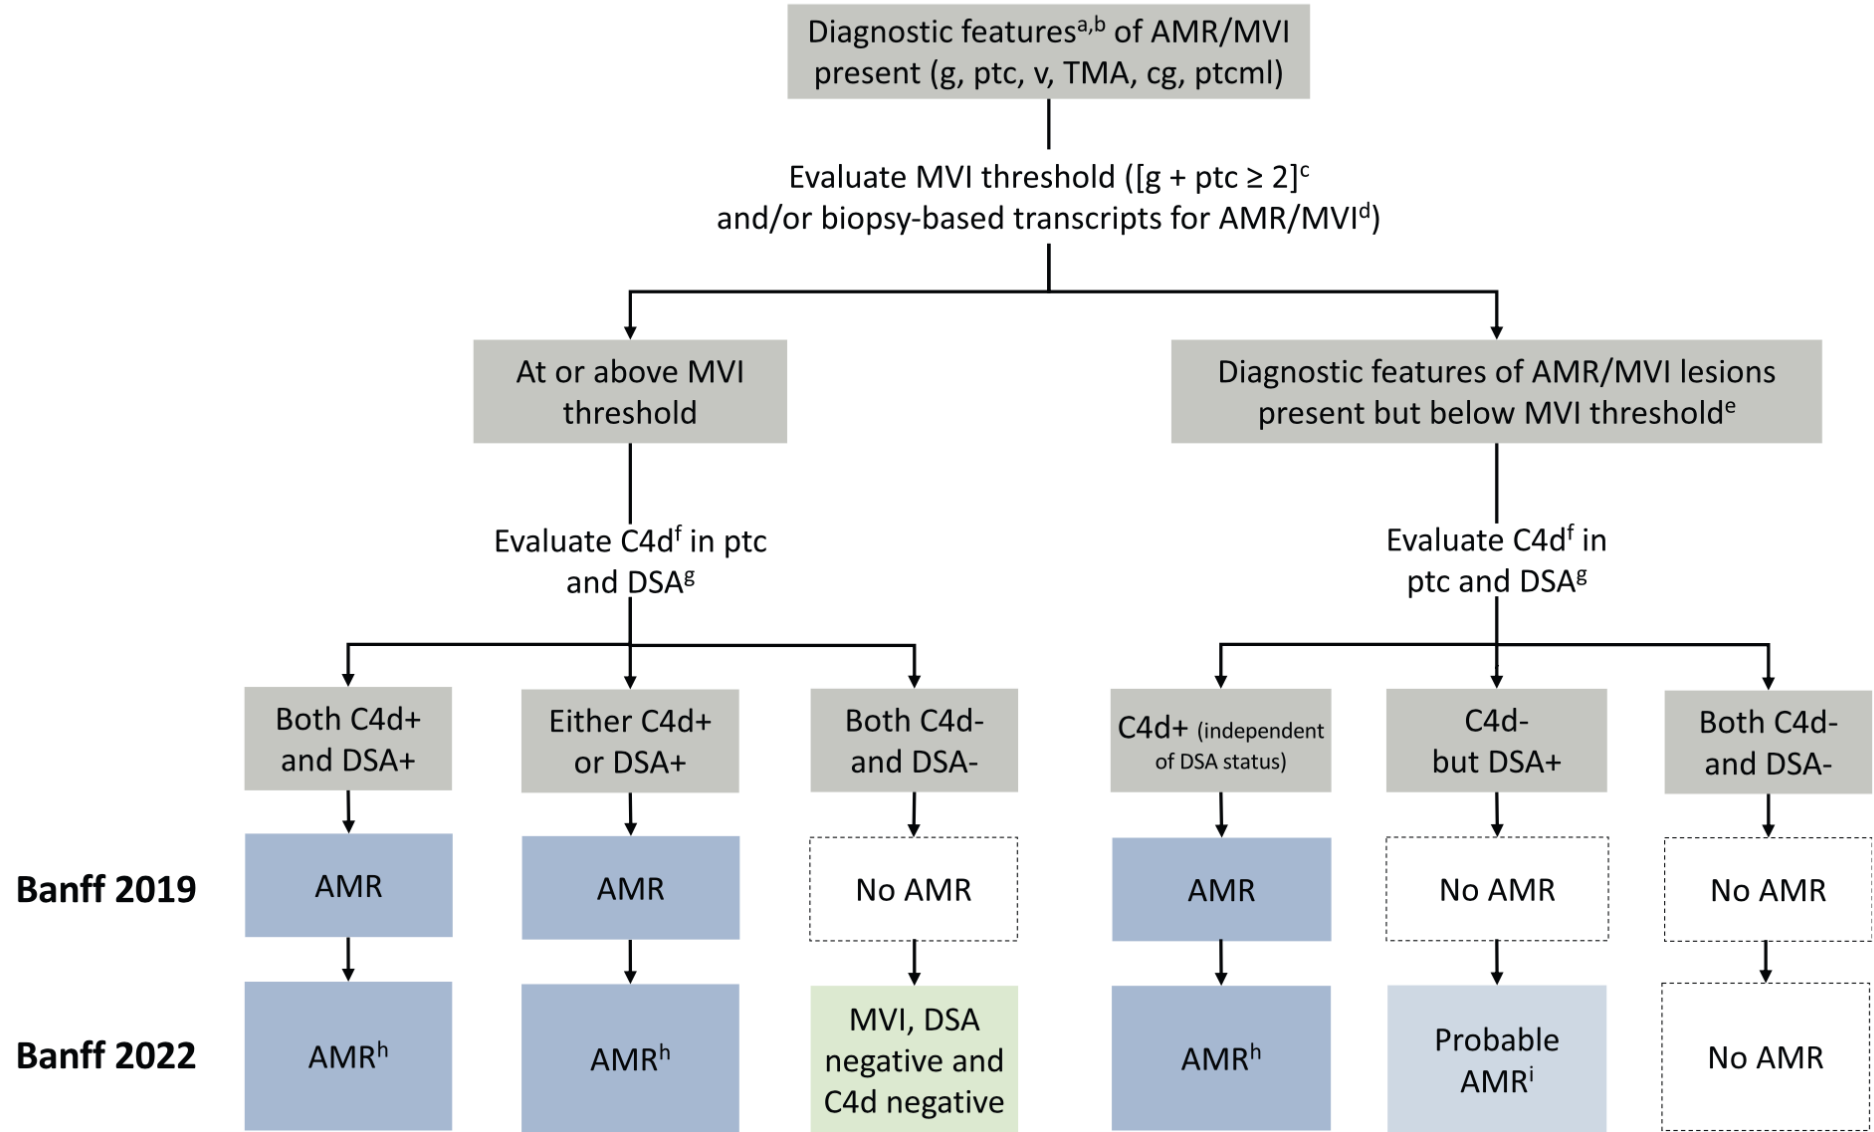 Diagnostic featuresᵃ,ᵇ of AMR/MVI
present (g, ptc, v, TMA, cg, ptcml)
Evaluate MVI threshold ([g + ptc ≥ 2]ᶜ
and/or biopsy-based transcripts for AMR/MVIᵈ)
At or above MVI
threshold
Diagnostic features of AMR/MVI lesions
present but below MVI thresholdᵉ
Evaluate C4dᶠ in ptc
and DSAᵍ
Evaluate C4dᶠ in
ptc and DSAᵍ
Both C4d+
and DSA+
Either C4d+
or DSA+
Both C4d-
and DSA-
C4d+ (independent
of DSA status)
C4d-
but DSA+
Both C4d-
and DSA-
Banff 2019
AMR
AMR
No AMR
AMR
No AMR
No AMR
Banff 2022
AMRʰ
AMRʰ
MVI, DSA
negative and
C4d negative
AMRʰ
Probable
AMRⁱ
No AMR